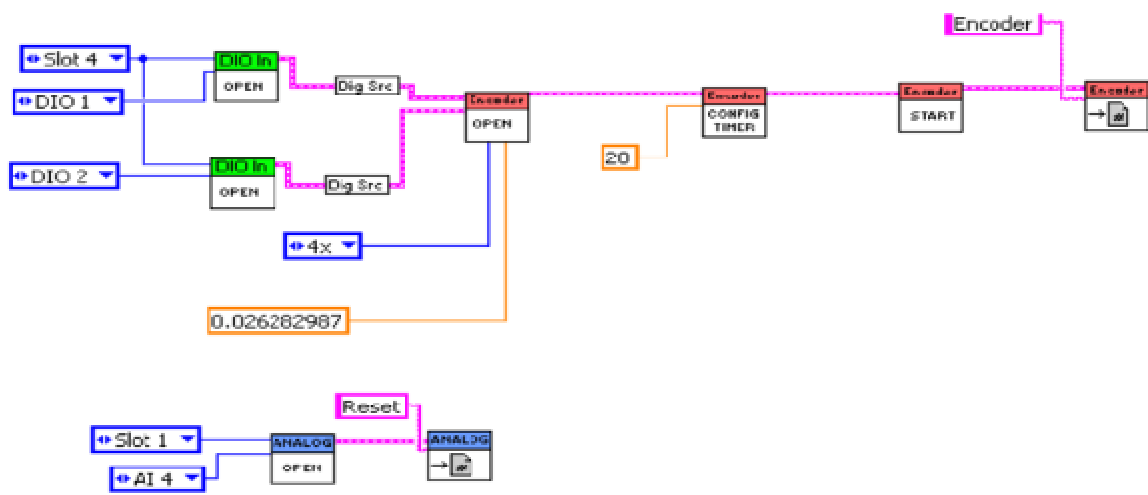 Encoder
Slot 4
DIO In
OPEN
Dig Src
DIO 1
Encoder
OPEN
Encoder
CONFIG
TIMER
Encoder
START
Encoder
20
DIO In
OPEN
DIO 2
Dig Src
4x
0.026282987
Reset
Slot 1
ANALOG
OPEN
ANALOG
AI 4